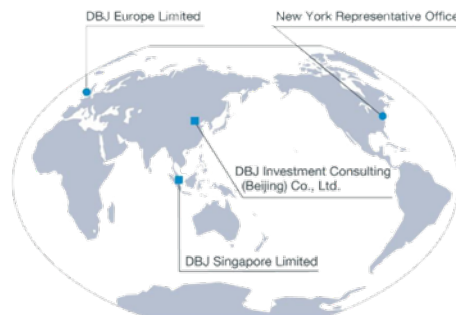 DBJ Europe Limited
New York Representative Office
DBJ Investment Consulting
(Beijing) Co., Ltd.
DBJ Singapore Limited